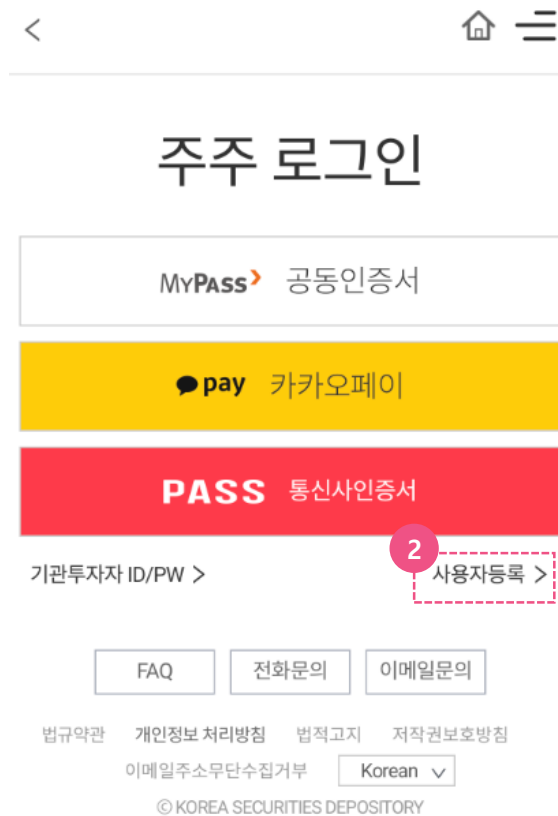 주주 로그인
MYPASS 공동인증서
pay 카카오페이
PASS 통신사인증서
2
기관투자자 ID/PW > 사용자등록 >
FAQ 전화문의 이메일문의
법규약관 개인정보 처리방침 법적고지 저작권보호방침
이메일주소무단수집거부 Korean
© KOREA SECURITIES DEPOSITORY